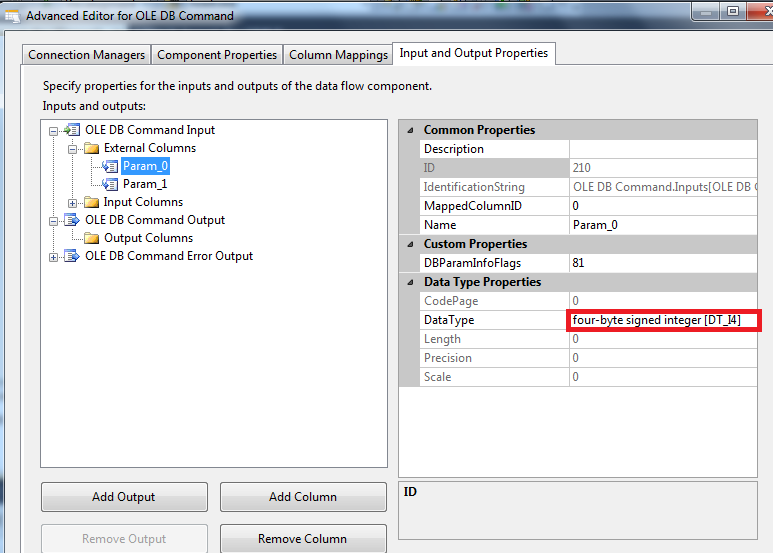 Advanced Editor for OLE DB Command
Connection Managers Component Properties Column Mappings Input and Output Properties
Specify properties for the inputs and outputs of the data flow component.
Inputs and outputs:
OLE DB Command Input
External Columns
Param_0
Param_1
Input Columns
OLE DB Command Output
Output Columns
OLE DB Command Error Output
Common Properties
Description
ID 210
IdentificationString OLE DB Command.Inputs[OLE DB C
MappedColumnID 0
Name Param_0
Custom Properties
DBParamInfoFlags 81
Data Type Properties
CodePage 0
DataType four-byte signed integer [DT_I4]
Length 0
Precision 0
Scale 0
ID
Add Output Add Column
Remove Output Remove Column